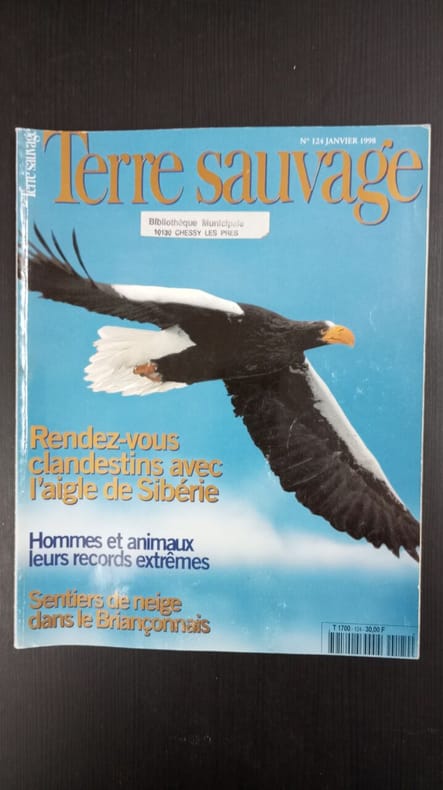 Terre sauvage
N° 124 JANVIER 1998
Terre sauvage
Bibliothèque Municipale
10130 CHESSY LES PRES
Rendez-vous
clandestins avec
l'aigle de Sibérie
Hommes et animaux
leurs records extrêmes
Sentiers de neige
dans le Briançonnais
T 1700 - 124 - 30,00 F